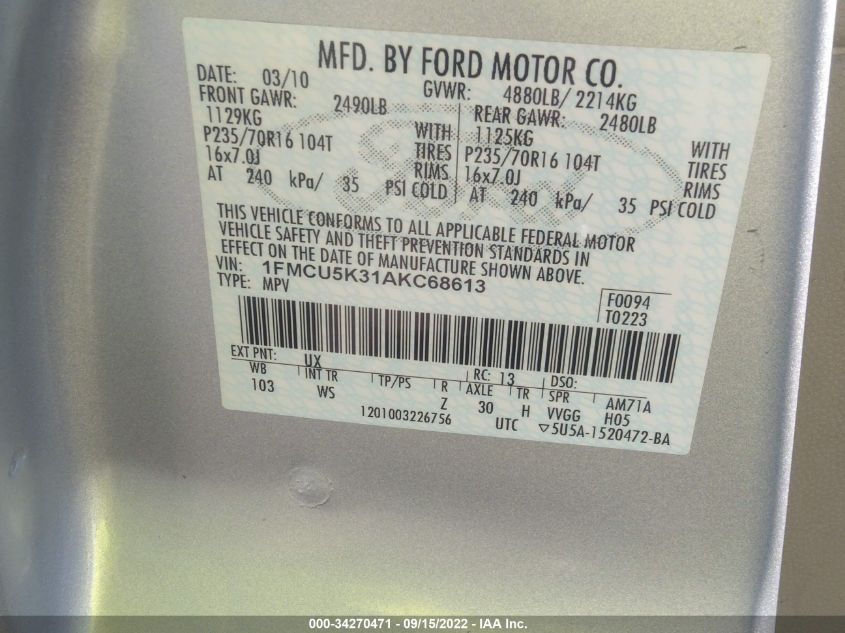 MFD. BY FORD MOTOR CO.
DATE: 03/10 GVWR: 4880LB/ 2214KG
FRONT GAWR: 2490LB REAR GAWR: 2480LB
1129KG WITH 1125KG WITH
P235/70R16 104T TIRES P235/70R16 104T TIRES
16x7.0J RIMS 16x7.0J RIMS
AT 240 kPa/ 35 PSI COLD AT 240 kPa/ 35 PSI COLD
THIS VEHICLE CONFORMS TO ALL APPLICABLE FEDERAL MOTOR
VEHICLE SAFETY AND THEFT PREVENTION STANDARDS IN
EFFECT ON THE DATE OF MANUFACTURE SHOWN ABOVE.
VIN: 1FMCU5K31AKC68613
TYPE: MPV
F0094
T0223
EXT PNT: UX RC: 13 DSO:
WB INT TR TP/PS R AXLE TR SPR AM71A
103 WS Z 30 H VVGG H05
1201003226756 UTC ▽5U5A-1520472-BA
000-34270471 - 09/15/2022 - IAA Inc.